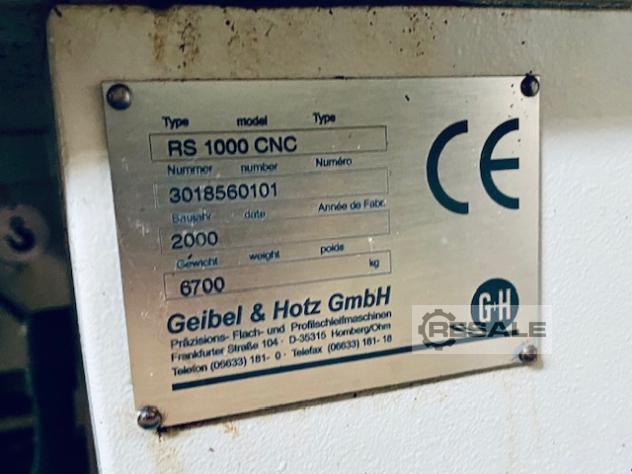 Type model Type
RS 1000 CNC
Nummer number Numéro
3018560101
Baujahr date Année de Fabr.
2000
Gewicht weight poids
6700 kg
Geibel & Hotz GmbH
Präzisions- Flach- und Profilschleifmaschinen
Frankfurter Straße 104 · D-35315 Homberg/Ohm
Telefon (06633) 181- 0 · Telefax (06633) 181- 18
CE
G+H
RESALE